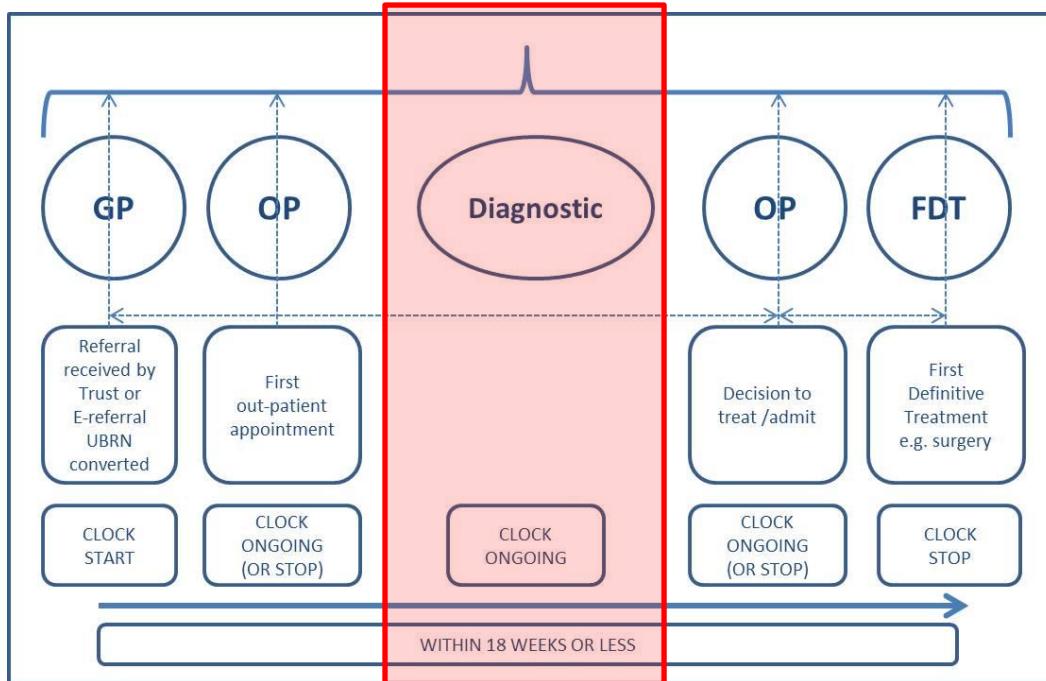 GP
OP
Diagnostic
OP
FDT
Referral
received by
Trust or
E-referral
UBRN
converted
First
out-patient
appointment
Decision to
treat /admit
First
Definitive
Treatment
e.g. surgery
CLOCK
START
CLOCK
ONGOING
(OR STOP)
CLOCK
ONGOING
CLOCK
ONGOING
(OR STOP)
CLOCK
STOP
WITHIN 18 WEEKS OR LESS